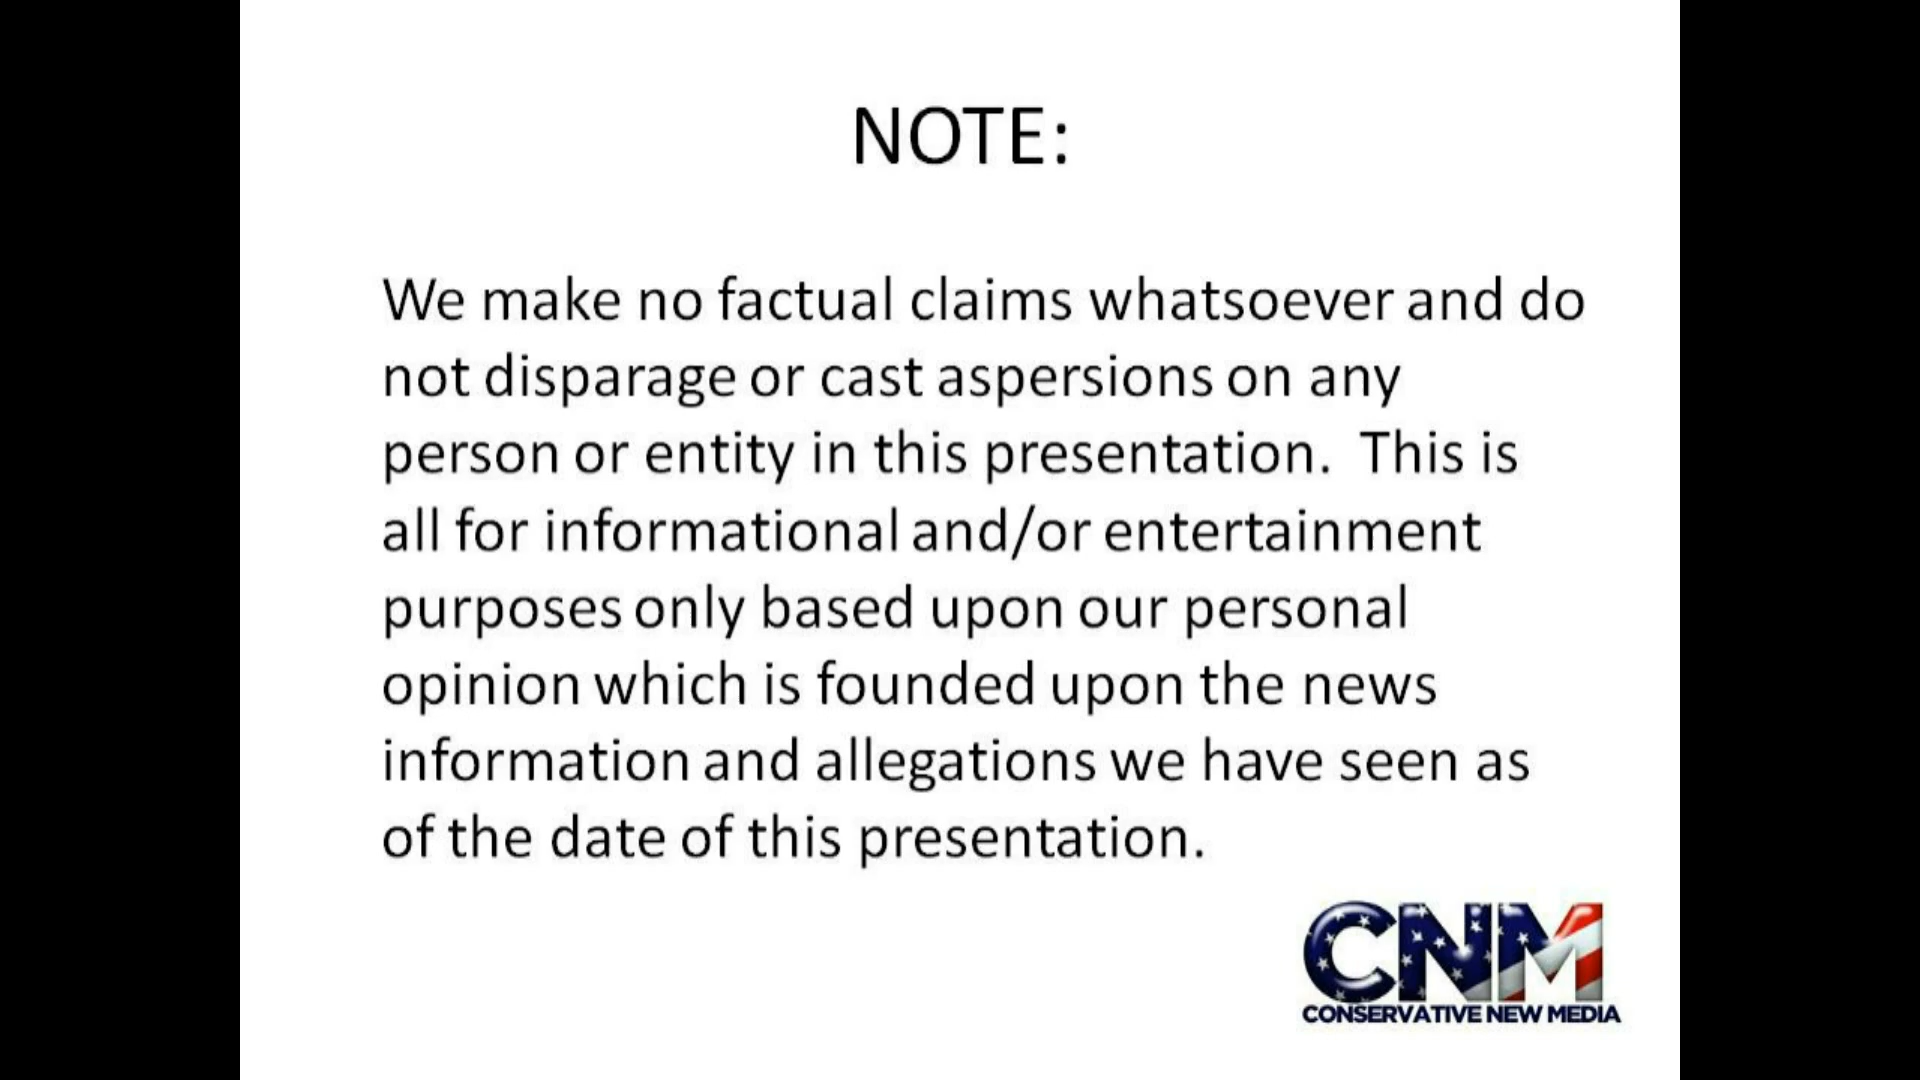 NOTE:
We make no factual claims whatsoever and do
not disparage or cast aspersions on any
person or entity in this presentation.  This is
all for informational and/or entertainment
purposes only based upon our personal
opinion which is founded upon the news
information and allegations we have seen as
of the date of this presentation.
CNM
CONSERVATIVE NEW MEDIA